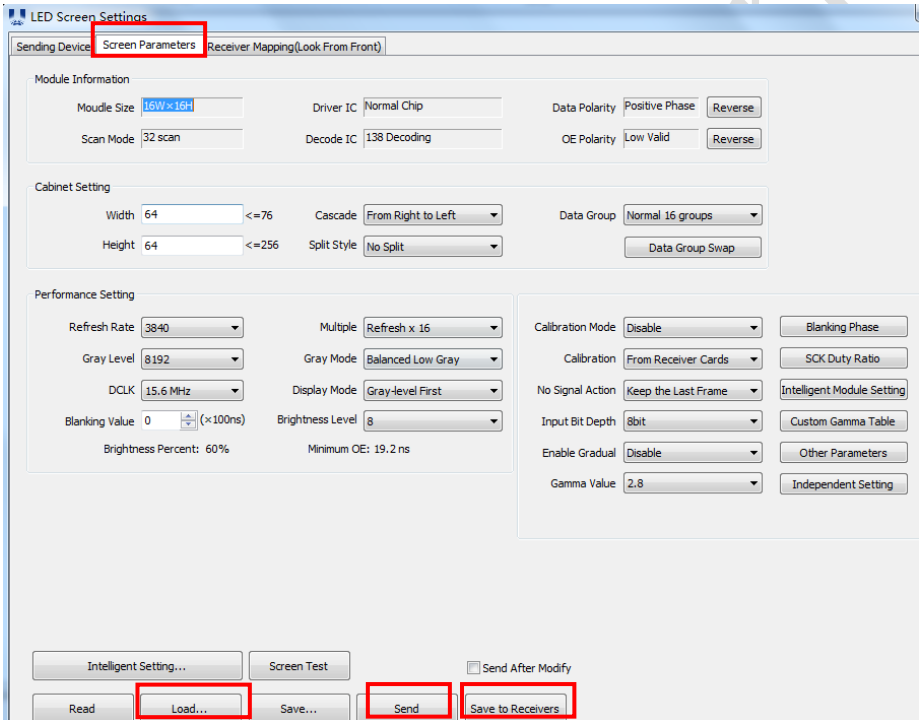 LED Screen Settings
Sending Device Screen Parameters Receiver Mapping(Look From Front)
Module Information
Moudle Size 16W×16H Driver IC Normal Chip Data Polarity Positive Phase Reverse
Scan Mode 32 scan Decode IC 138 Decoding OE Polarity Low Valid Reverse
Cabinet Setting
Width 64 <=76 Cascade From Right to Left Data Group Normal 16 groups
Height 64 <=256 Split Style No Split Data Group Swap
Performance Setting
Refresh Rate 3840 Multiple Refresh x 16 Calibration Mode Disable Blanking Phase
Gray Level 8192 Gray Mode Balanced Low Gray Calibration From Receiver Cards SCK Duty Ratio
DCLK 15.6 MHz Display Mode Gray-level First No Signal Action Keep the Last Frame Intelligent Module Setting
Blanking Value 0 (×100ns) Brightness Level 8 Input Bit Depth 8bit Custom Gamma Table
Brightness Percent: 60% Minimum OE: 19.2 ns Enable Gradual Disable Other Parameters
Gamma Value 2.8 Independent Setting
Intelligent Setting... Screen Test Send After Modify
Read Load... Save... Send Save to Receivers